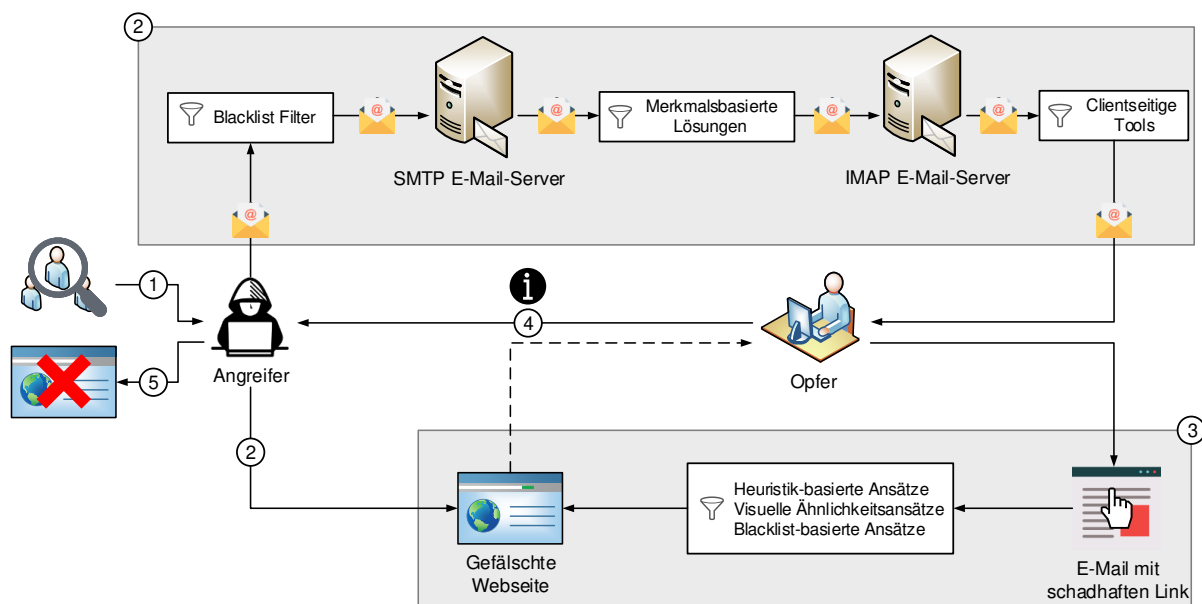 2
Blacklist Filter
SMTP E-Mail-Server
Merkmalsbasierte
Lösungen
IMAP E-Mail-Server
Clientseitige
Tools
@
@
@
@
@
@
1
i
4
5
Angreifer
Opfer
2
3
Heuristik-basierte Ansätze
Visuelle Ähnlichkeitsansätze
Blacklist-basierte Ansätze
Gefälschte
Webseite
E-Mail mit
schadhaften Link